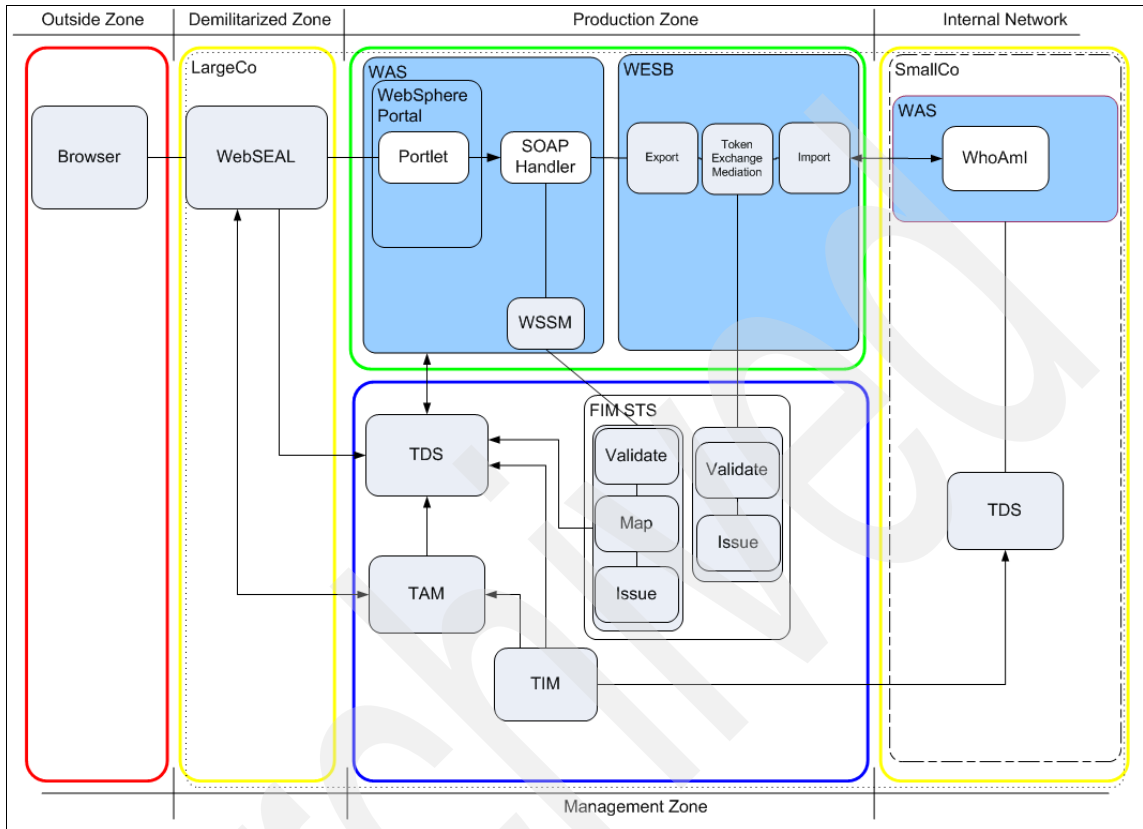 Outside Zone
Demilitarized Zone
Production Zone
Internal Network
LargeCo
WAS
WESB
SmallCo
WebSphere
Portal
WAS
Browser
WebSEAL
Portlet
SOAP
Handler
Export
Token
Exchange
Mediation
Import
WhoAmI
WSSM
FIM STS
TDS
Validate
Validate
Map
Issue
TDS
TAM
Issue
TIM
Management Zone
Archived